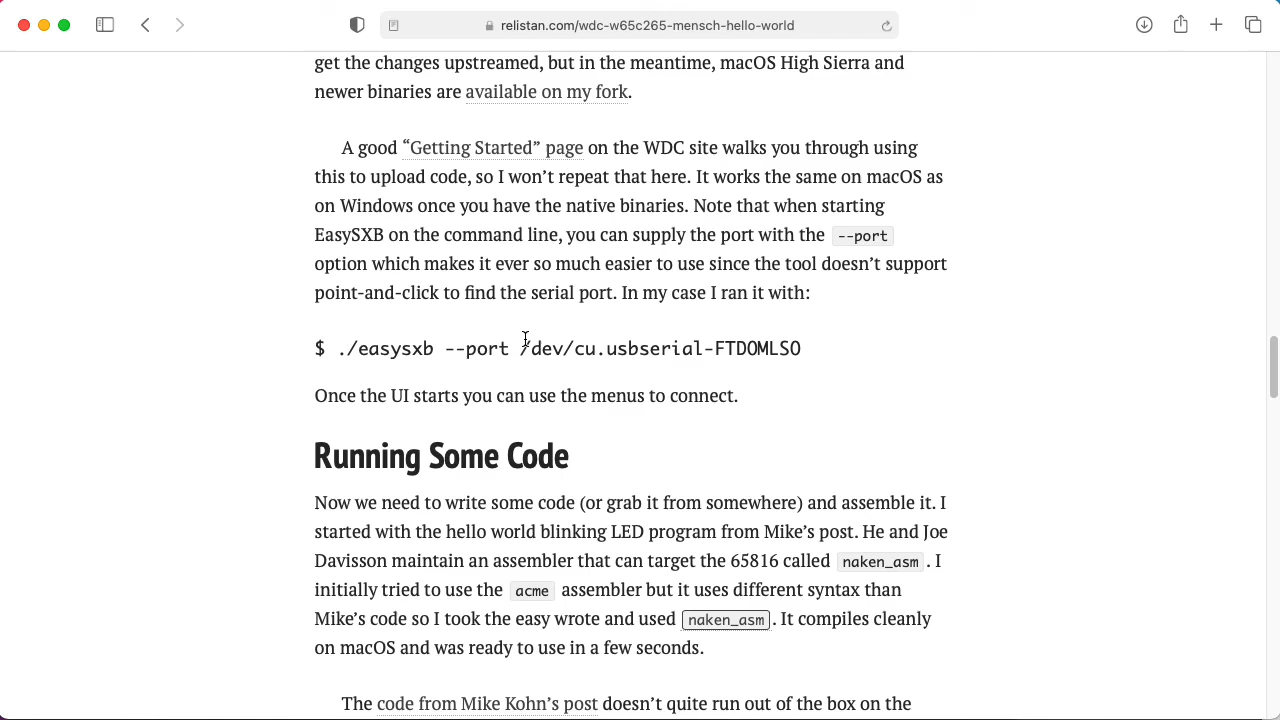 relistan.com/wdc-w65c265-mensch-hello-world
get the changes upstreamed, but in the meantime, macOS High Sierra and
newer binaries are available on my fork.
A good “Getting Started” page on the WDC site walks you through using
this to upload code, so I won’t repeat that here. It works the same on macOS as
on Windows once you have the native binaries. Note that when starting
EasySXB on the command line, you can supply the port with the --port
option which makes it ever so much easier to use since the tool doesn’t support
point-and-click to find the serial port. In my case I ran it with:
$ ./easysxb --port /dev/cu.usbserial-FTDOMLSO
Once the UI starts you can use the menus to connect.
Running Some Code
Now we need to write some code (or grab it from somewhere) and assemble it. I
started with the hello world blinking LED program from Mike’s post. He and Joe
Davisson maintain an assembler that can target the 65816 called naken_asm. I
initially tried to use the acme assembler but it uses different syntax than
Mike’s code so I took the easy wrote and used naken_asm. It compiles cleanly
on macOS and was ready to use in a few seconds.
The code from Mike Kohn’s post doesn’t quite run out of the box on the